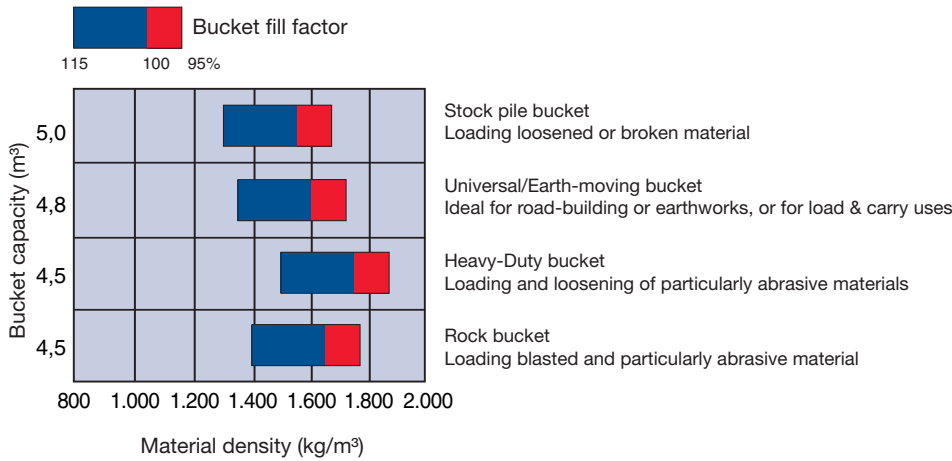 Bucket fill factor
115 100 95%
Bucket capacity (m³)
5,0
Stock pile bucket
Loading loosened or broken material
4,8
Universal/Earth-moving bucket
Ideal for road-building or earthworks, or for load & carry uses
4,5
Heavy-Duty bucket
Loading and loosening of particularly abrasive materials
4,5
Rock bucket
Loading blasted and particularly abrasive material
800 1.000 1.200 1.400 1.600 1.800 2.000
Material density (kg/m³)